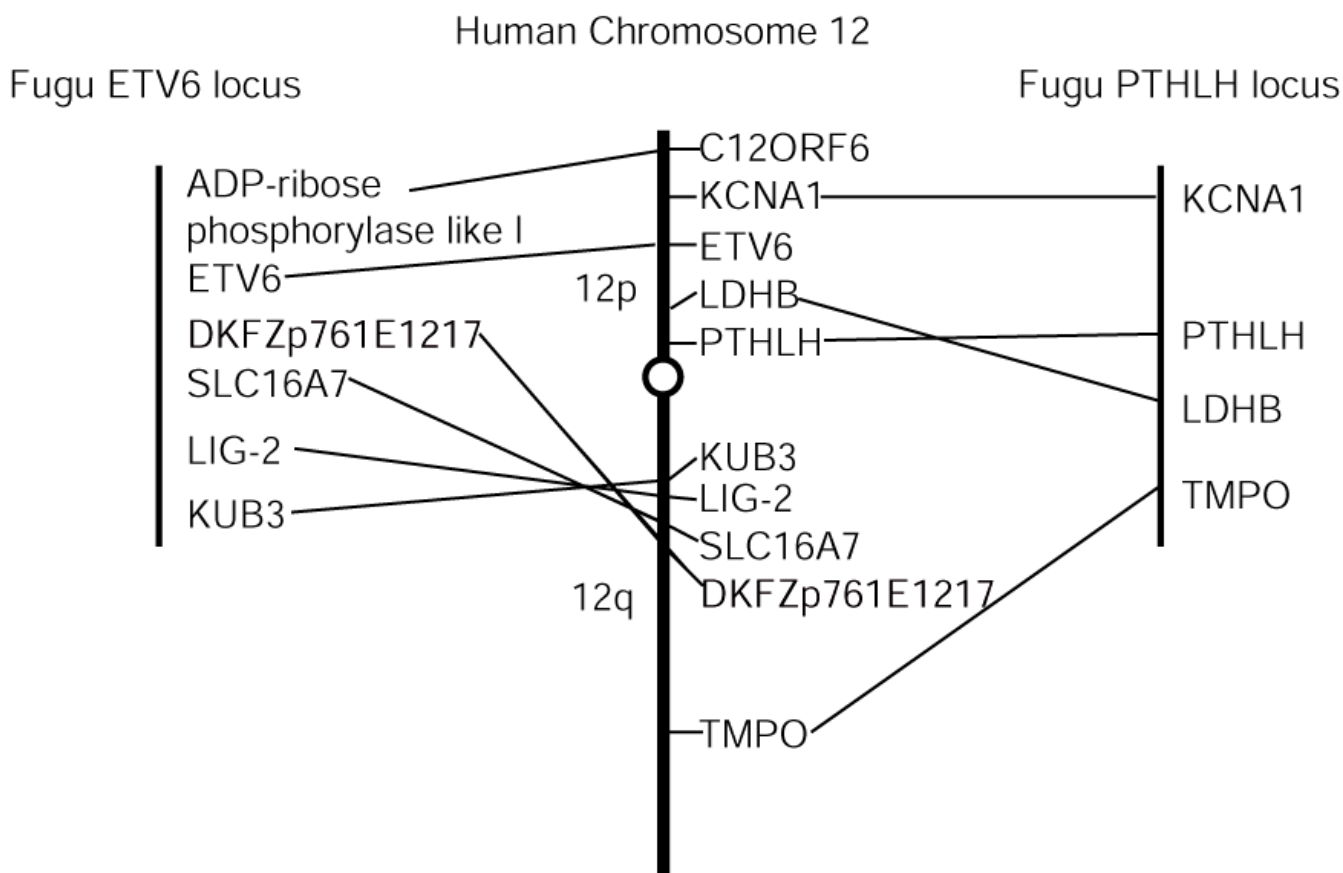 Human Chromosome 12
Fugu ETV6 locus
Fugu PTHLH locus
ADP-ribose
phosphorylase like I
ETV6
DKFZp761E1217
SLC16A7
LIG-2
KUB3
C12ORF6
KCNA1
ETV6
12p
LDHB
PTHLH
KUB3
LIG-2
SLC16A7
12q
DKFZp761E1217
TMPO
KCNA1
PTHLH
LDHB
TMPO